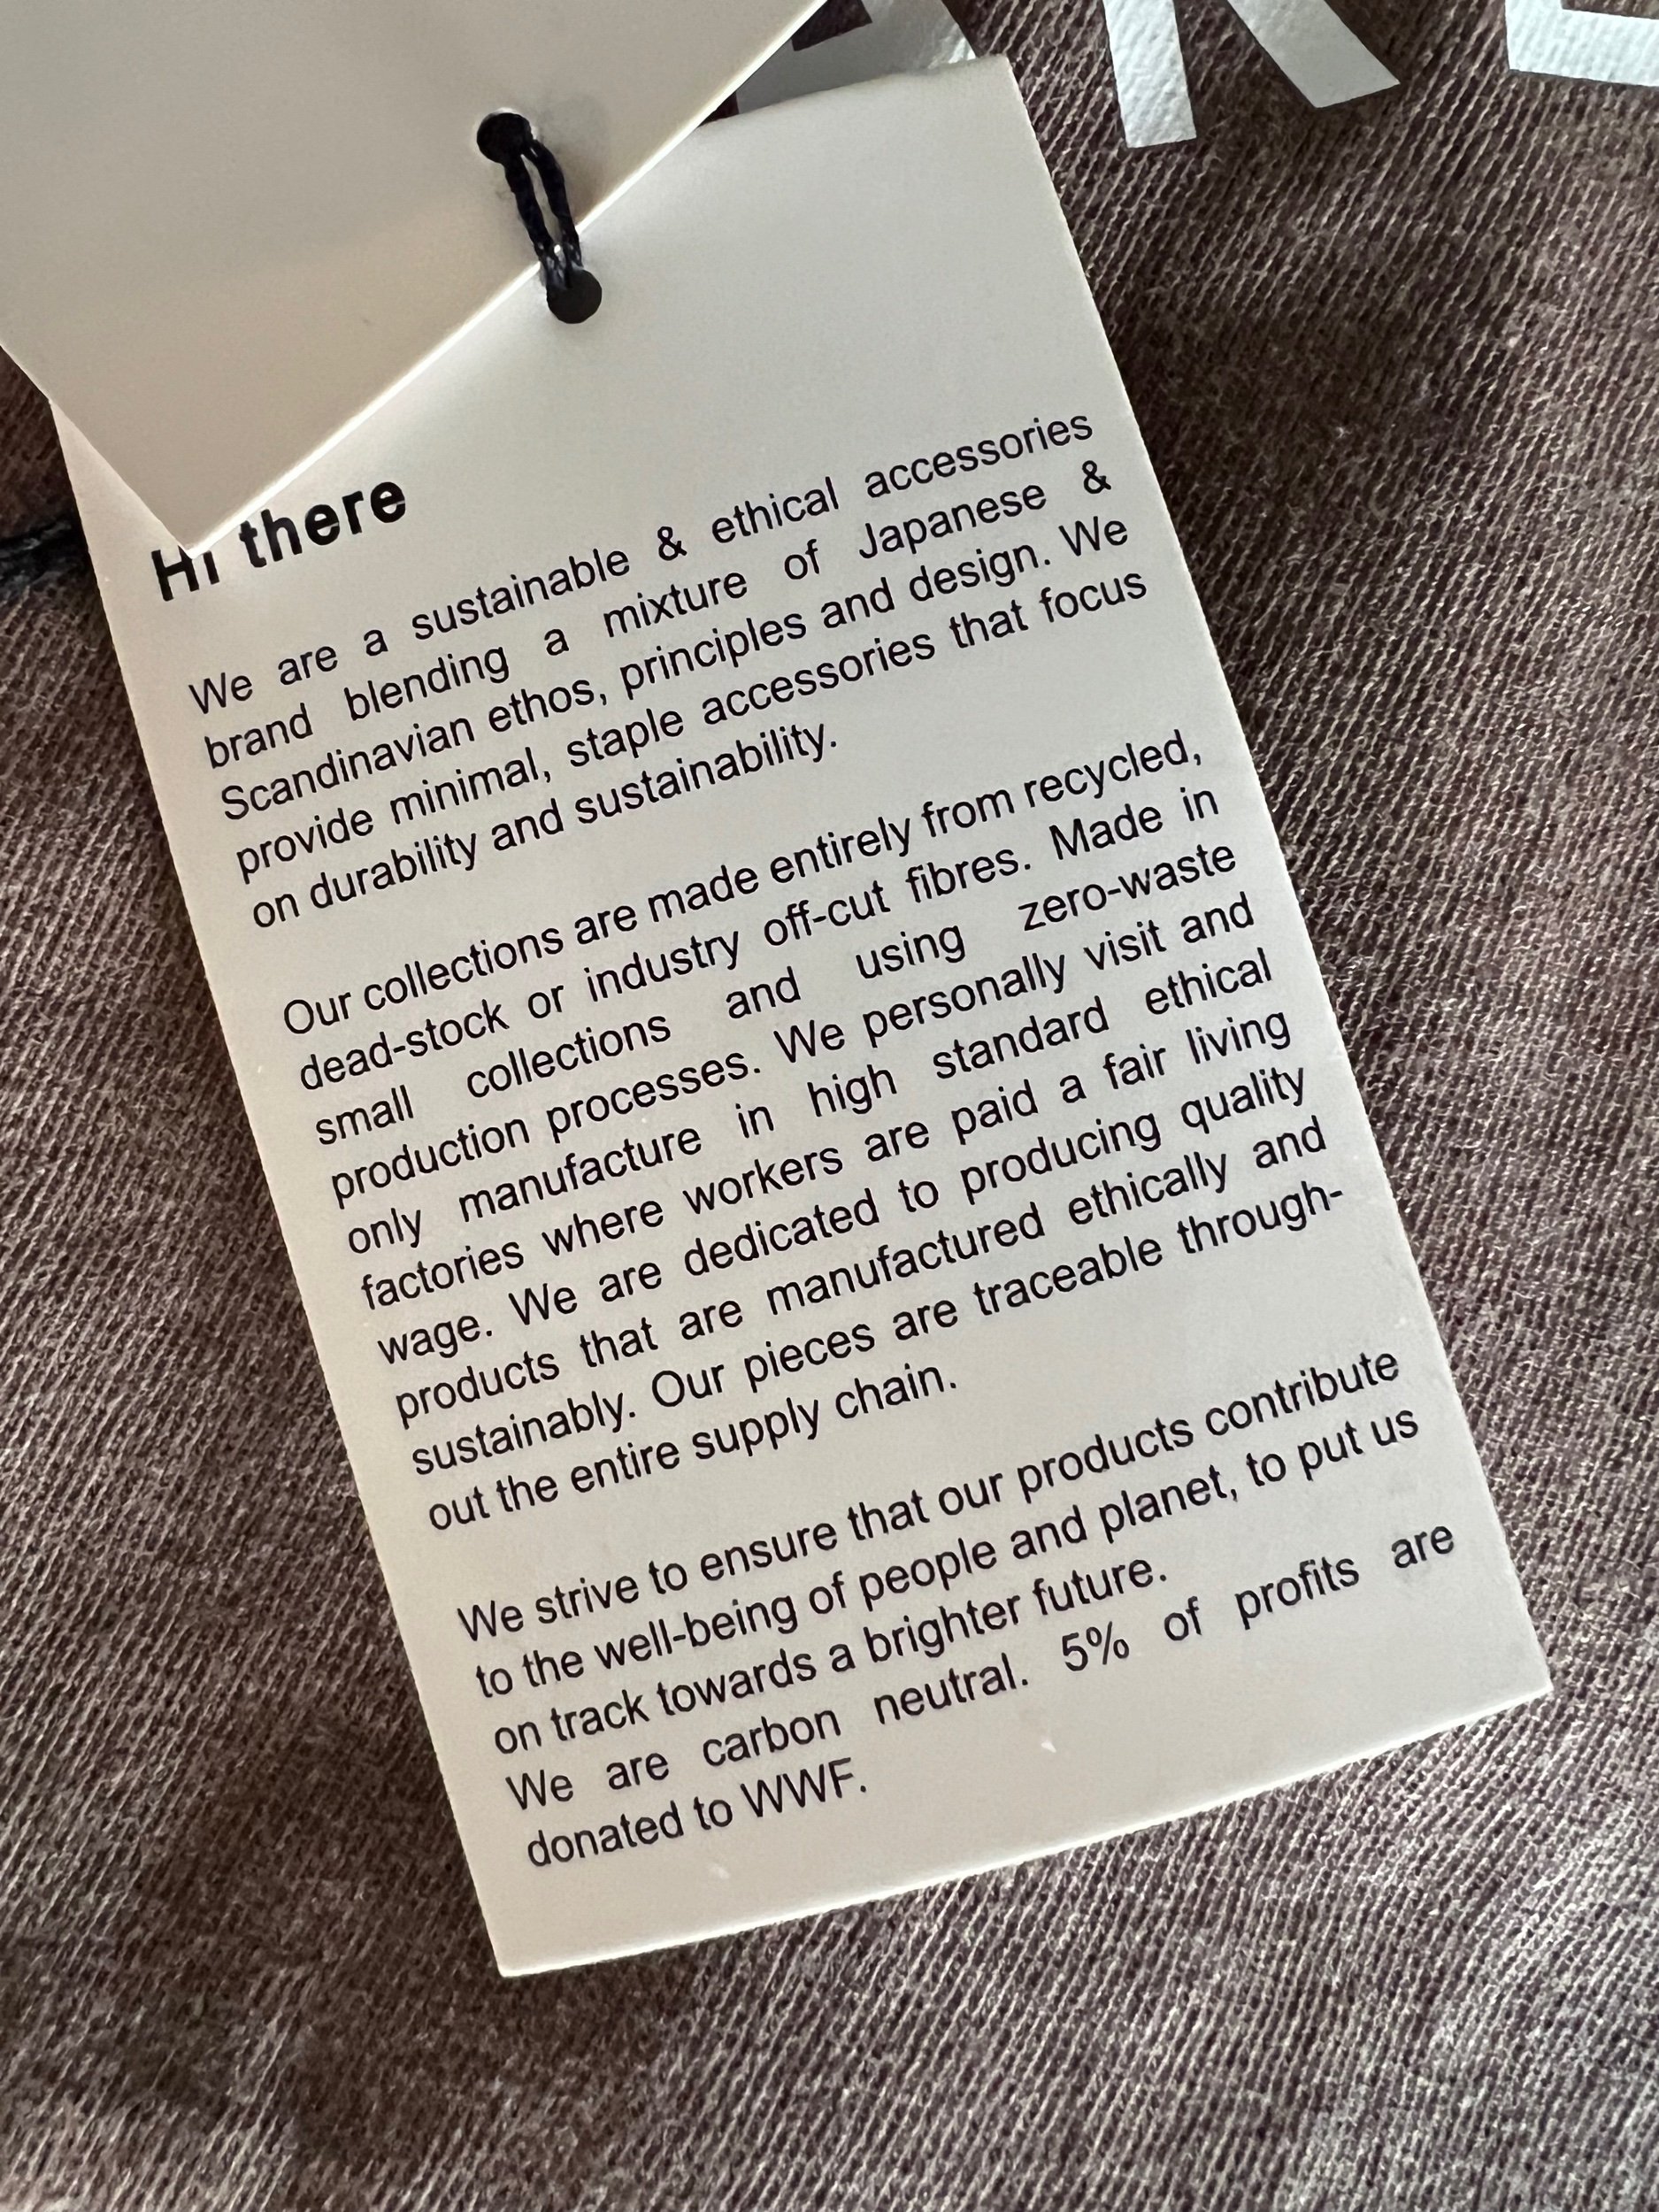 Hi there
We are a sustainable & ethical accessories
brand blending a mixture of Japanese &
Scandinavian ethos, principles and design. We
provide minimal, staple accessories that focus
on durability and sustainability.
Our collections are made entirely from recycled,
dead-stock or industry off-cut fibres. Made in
small collections and using zero-waste
production processes. We personally visit and
only manufacture in high standard ethical
factories where workers are paid a fair living
wage. We are dedicated to producing quality
products that are manufactured ethically and
sustainably. Our pieces are traceable through-
out the entire supply chain.
We strive to ensure that our products contribute
to the well-being of people and planet, to put us
on track towards a brighter future.
We are carbon neutral. 5% of profits are
donated to WWF.